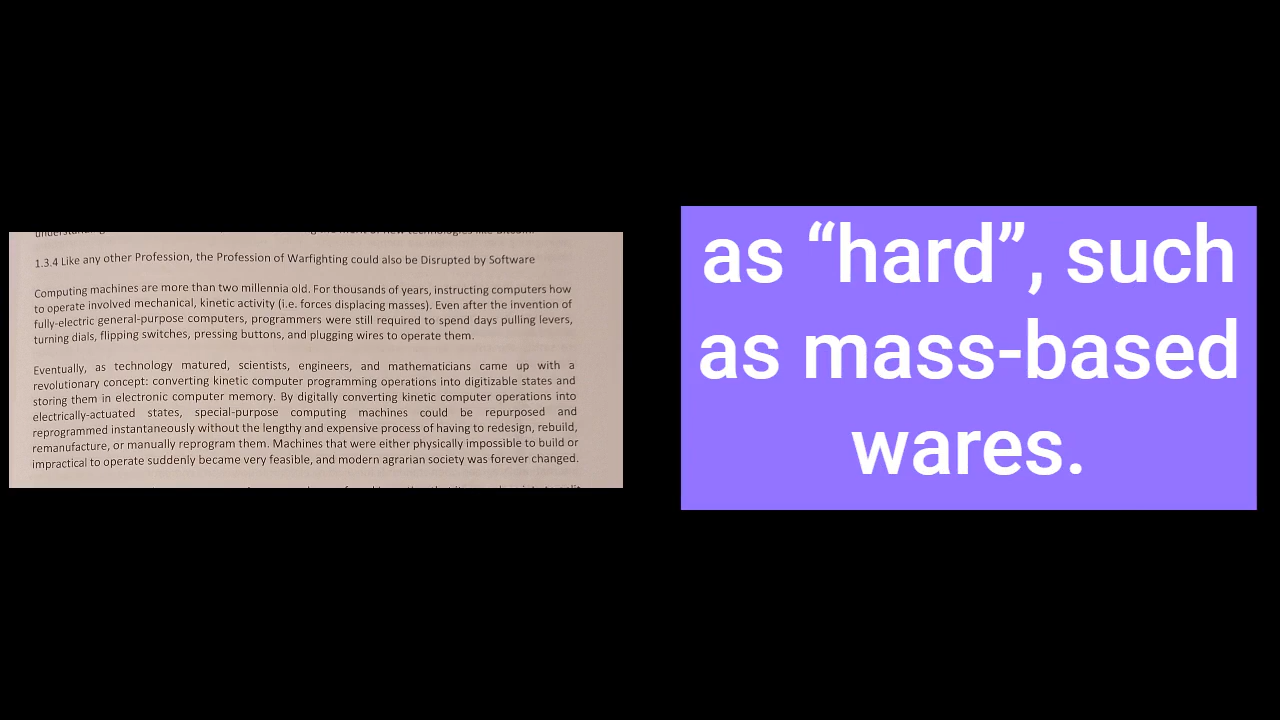 1.3.4 Like any other Profession, the Profession of Warfighting could also be Disrupted by Software
Computing machines are more than two millennia old. For thousands of years, instructing computers how
to operate involved mechanical, kinetic activity (i.e. forces displacing masses). Even after the invention of
fully-electric general-purpose computers, programmers were still required to spend days pulling levers,
turning dials, flipping switches, pressing buttons, and plugging wires to operate them.
Eventually, as technology matured, scientists, engineers, and mathematicians came up with a
revolutionary concept: converting kinetic computer programming operations into digitizable states and
storing them in electronic computer memory. By digitally converting kinetic computer operations into
electrically-actuated states, special-purpose computing machines could be repurposed and
reprogrammed instantaneously without the lengthy and expensive process of having to redesign, rebuild,
remanufacture, or manually reprogram them. Machines that were either physically impossible to build or
impractical to operate suddenly became very feasible, and modern agrarian society was forever changed.
as “hard”, such
as mass-based
wares.